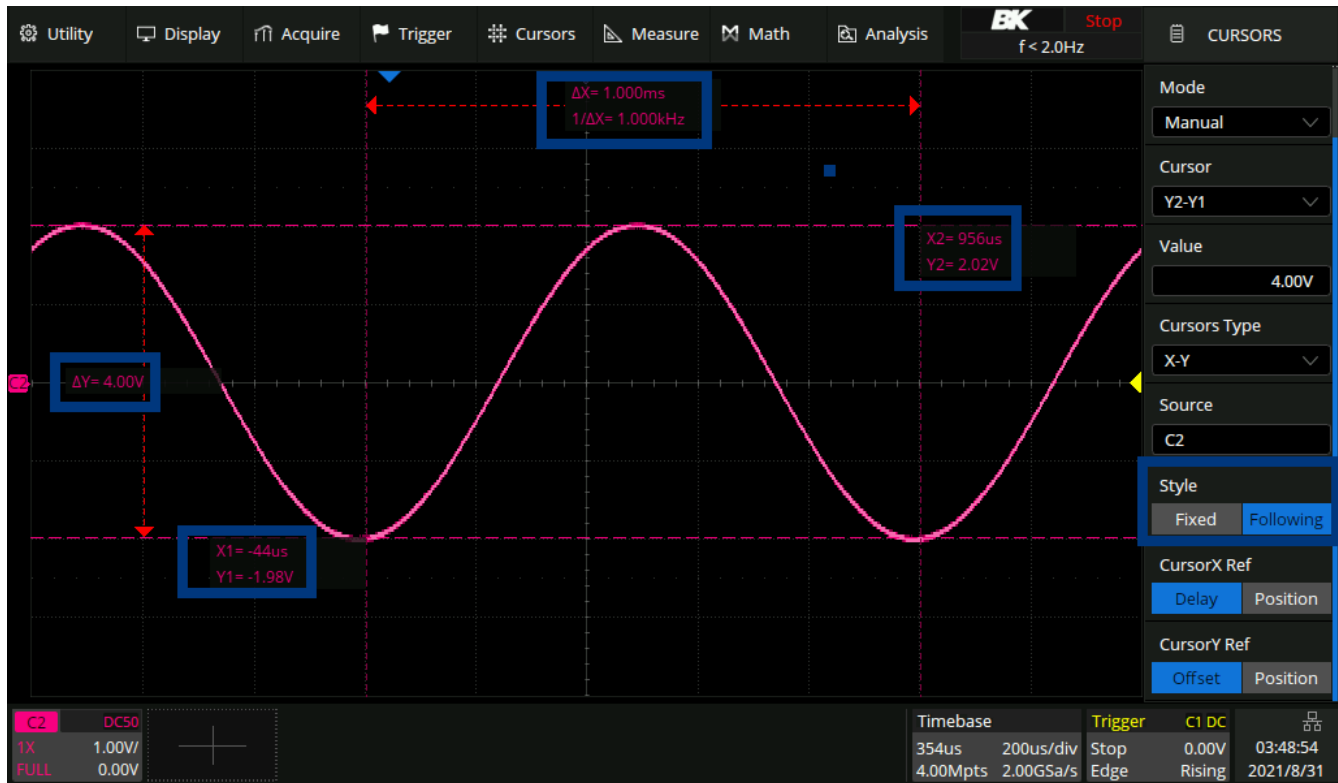 Utility Display Acquire Trigger Cursors Measure Math Analysis
BK Stop
f < 2.0Hz
CURSORS
ΔX= 1.000ms
1/ΔX= 1.000kHz
X2= 956us
Y2= 2.02V
C2
ΔY= 4.00V
X1= -44us
Y1= -1.98V
Mode
Manual
Cursor
Y2-Y1
Value
4.00V
Cursors Type
X-Y
Source
C2
Style
Fixed Following
CursorX Ref
Delay Position
CursorY Ref
Offset Position
C2 DC50
1X 1.00V/
FULL 0.00V
Timebase
354us 200us/div
4.00Mpts 2.00GSa/s
Trigger C1 DC
Stop 0.00V
Edge Rising
03:48:54
2021/8/31